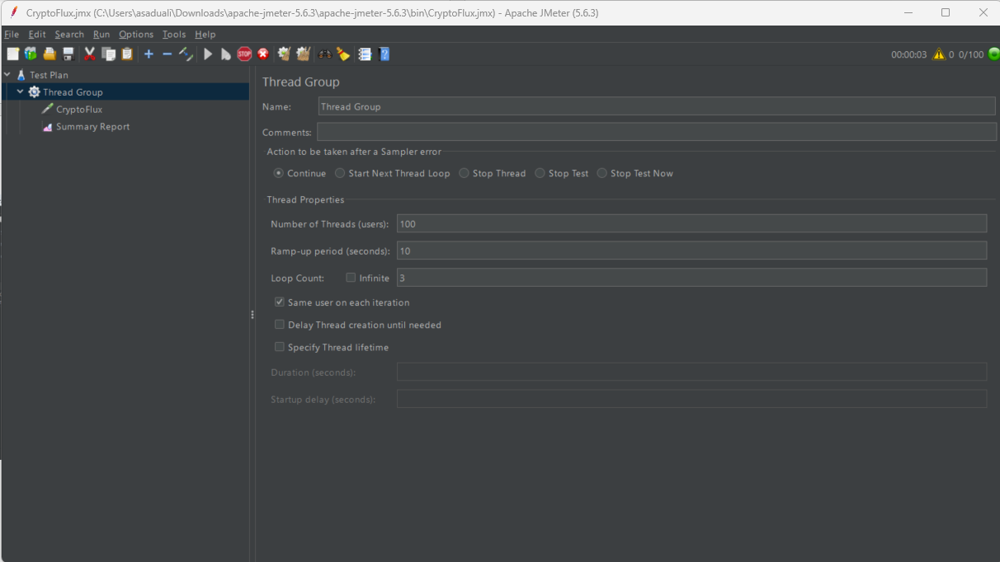 CryptoFlux.jmx (C:\Users\asaduali\Downloads\apache-jmeter-5.6.3\apache-jmeter-5.6.3\bin\CryptoFlux.jmx) - Apache JMeter (5.6.3)
File Edit Search Run Options Tools Help
STOP 00:00:03 0 0/100
Test Plan
Thread Group
CryptoFlux
Summary Report
Thread Group
Name: Thread Group
Comments:
Action to be taken after a Sampler error
Continue Start Next Thread Loop Stop Thread Stop Test Stop Test Now
Thread Properties
Number of Threads (users): 100
Ramp-up period (seconds): 10
Loop Count: Infinite 3
Same user on each iteration
Delay Thread creation until needed
Specify Thread lifetime
Duration (seconds):
Startup delay (seconds):